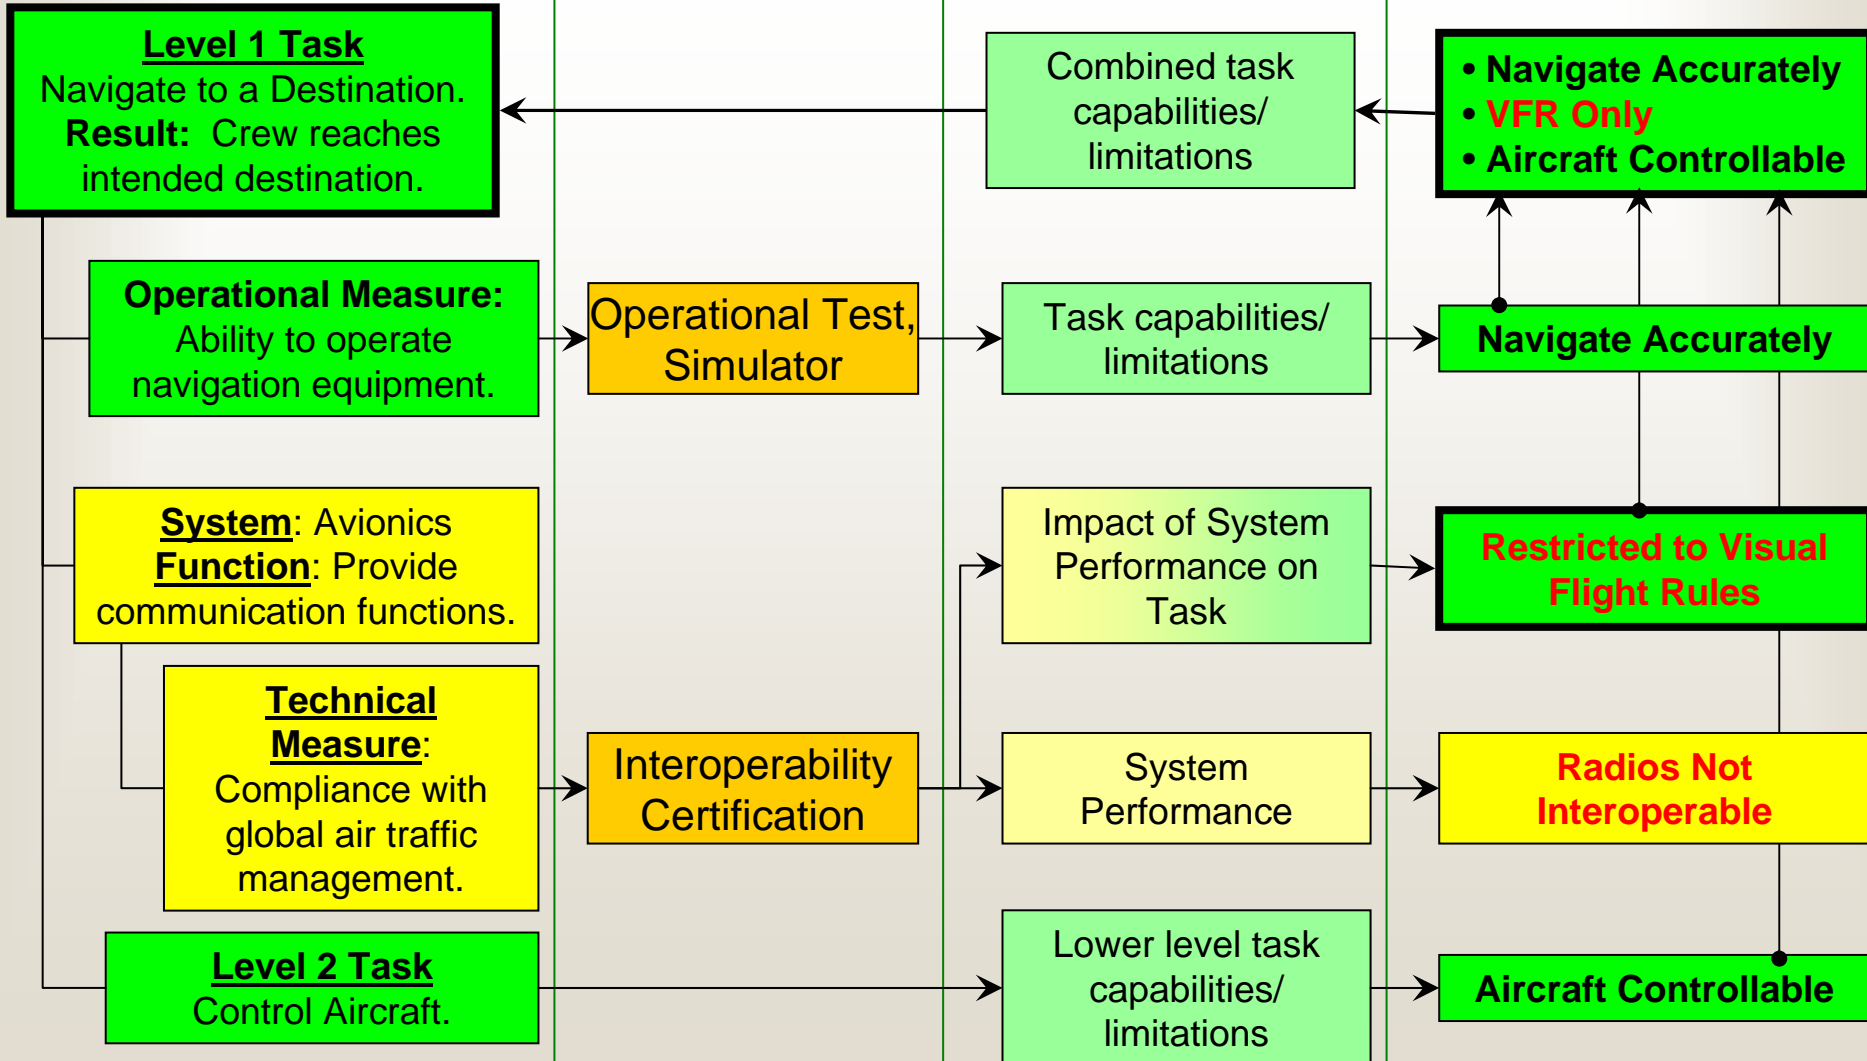 Level 1 Task
Navigate to a Destination.
Result:  Crew reaches
intended destination.
Combined task
capabilities/
limitations
• Navigate Accurately
• VFR Only
• Aircraft Controllable
Operational Measure:
Ability to operate
navigation equipment.
Operational Test,
Simulator
Task capabilities/
limitations
Navigate Accurately
System: Avionics
Function: Provide
communication functions.
Impact of System
Performance on
Task
Restricted to Visual
Flight Rules
Technical
Measure:
Compliance with
global air traffic
management.
Interoperability
Certification
System
Performance
Radios Not
Interoperable
Level 2 Task
Control Aircraft.
Lower level task
capabilities/
limitations
Aircraft Controllable